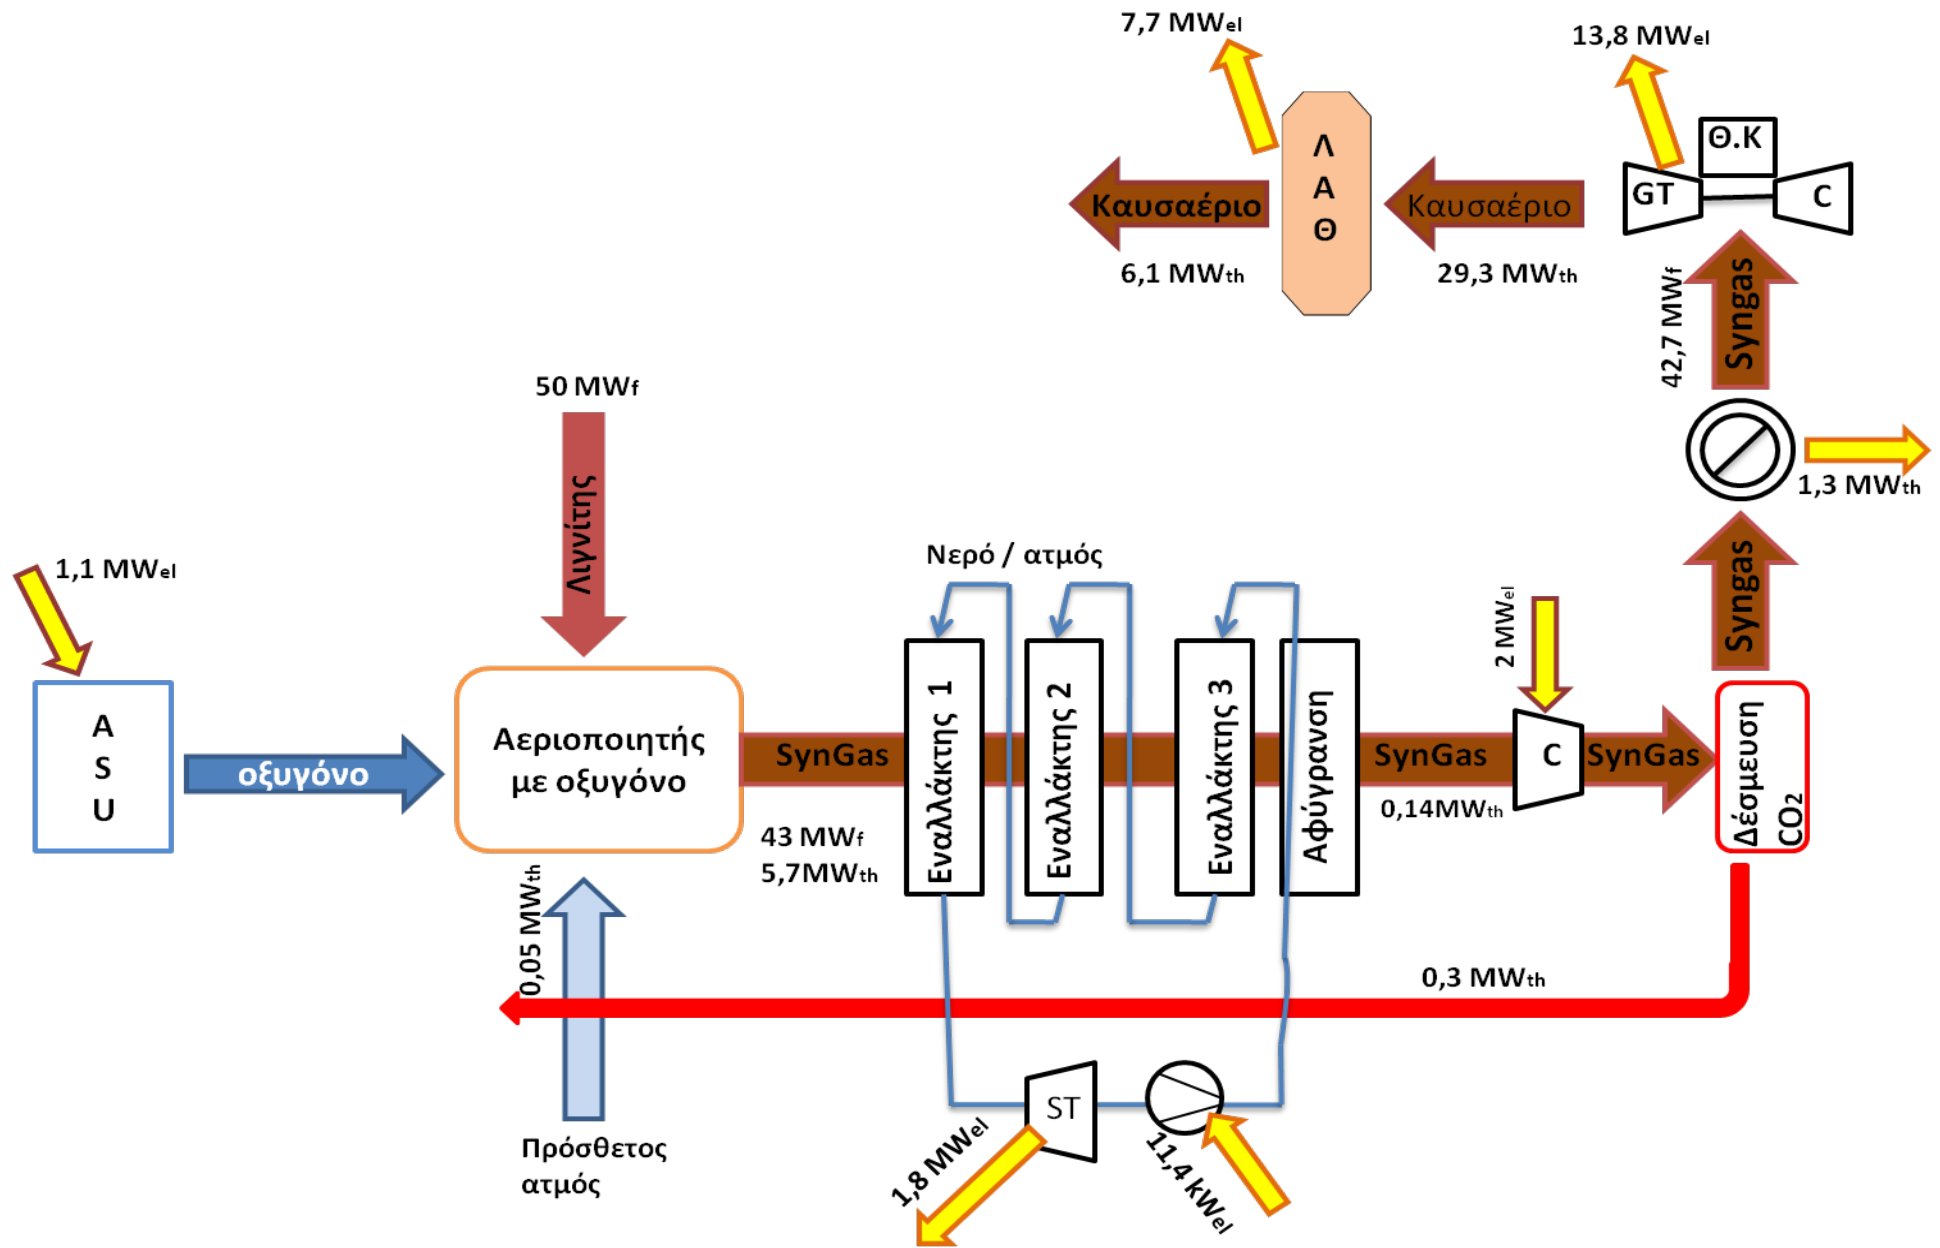 7,7 MWel
13,8 MWel
Θ.Κ
GT
C
Λ
Α
Θ
Καυσαέριο
Καυσαέριο
6,1 MWth
29,3 MWth
42,7 MWf
Syngas
50 MWf
Λιγνίτης
1,3 MWth
Νερό / ατμός
1,1 MWel
2 MWel
Syngas
A
S
U
οξυγόνο
Αεριοποιητής
με οξυγόνο
SynGas
Εναλλάκτης 1
Εναλλάκτης 2
Εναλλάκτης 3
Αφύγρανση
SynGas
C
SynGas
Δέσμευση
CO2
0,14MWth
43 MWf
5,7MWth
0,05 MWth
0,3 MWth
ST
1,8 MWel
11,4 kWel
Πρόσθετος
ατμός